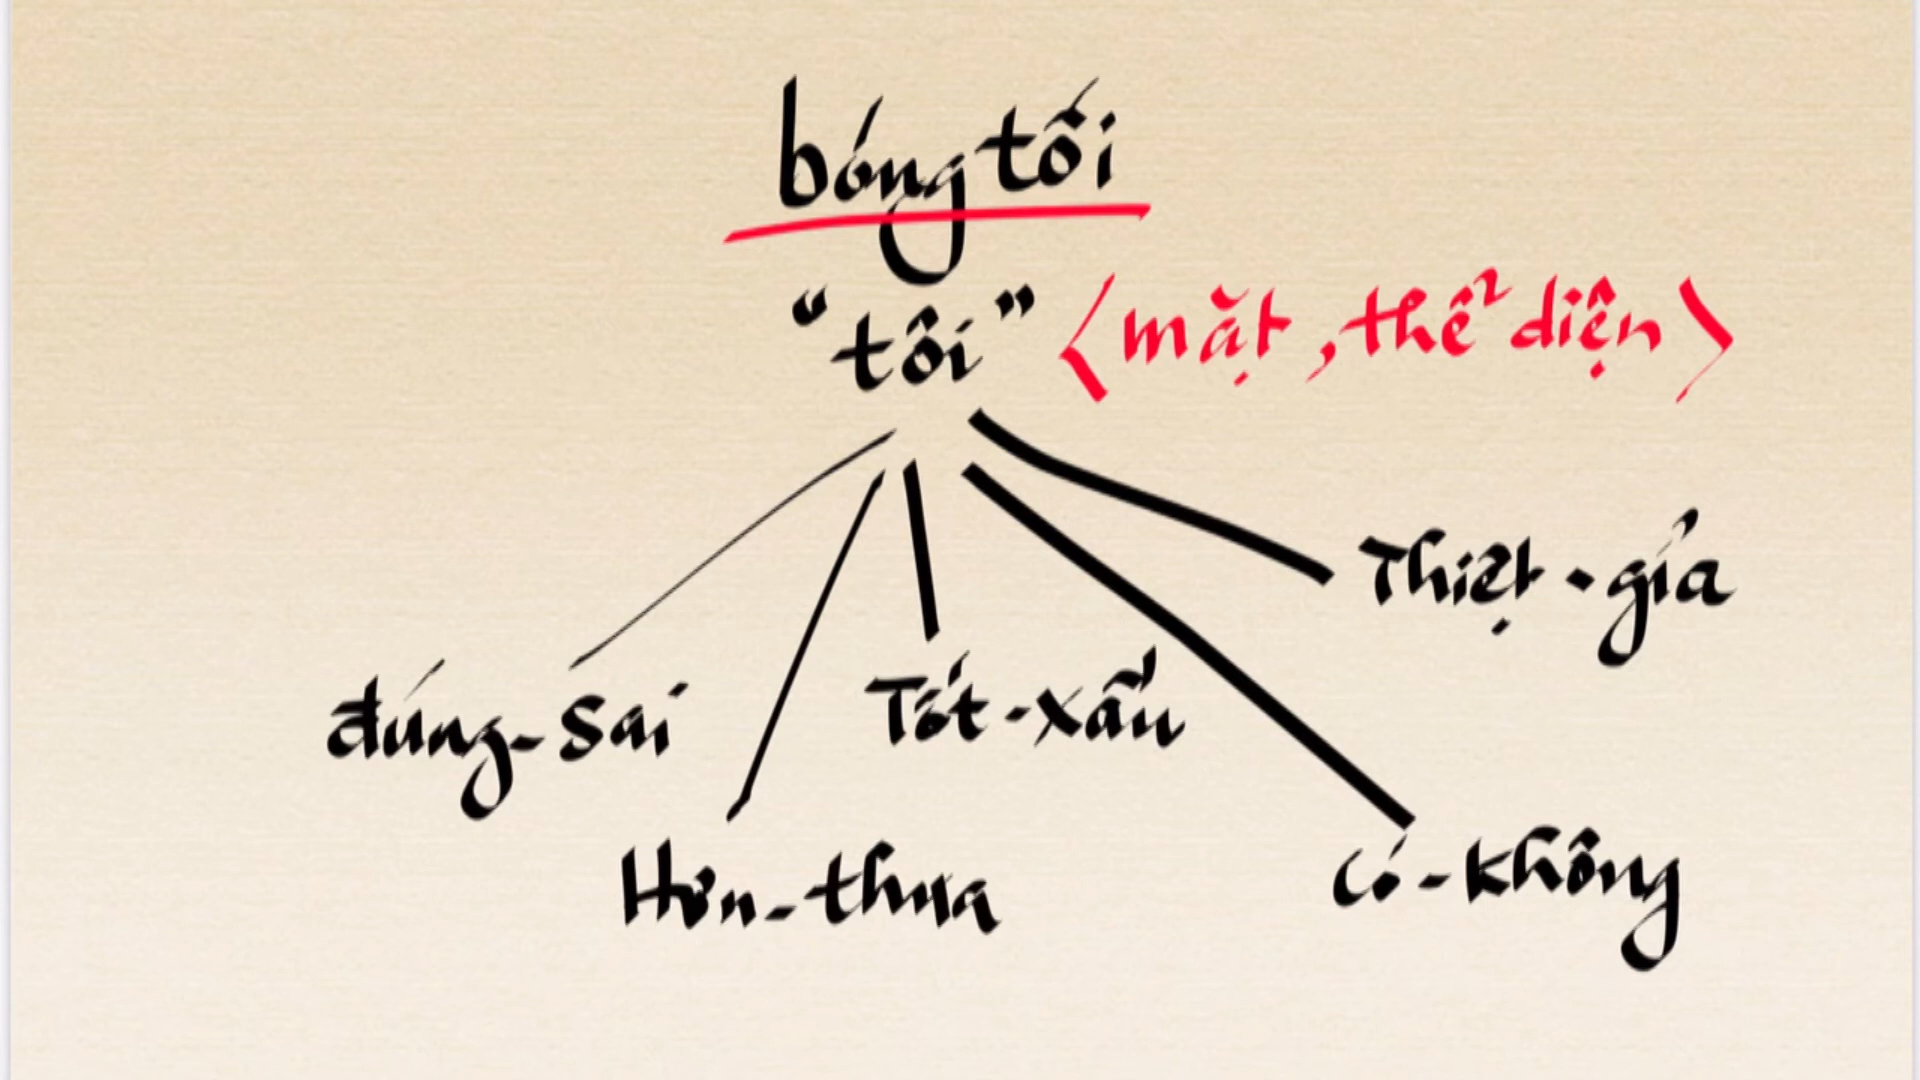 bóng tối
"tôi" <mặt, thể diện>
Thiệt - giả
đúng - sai
Tốt - xấu
Hơn - thua
Có - không